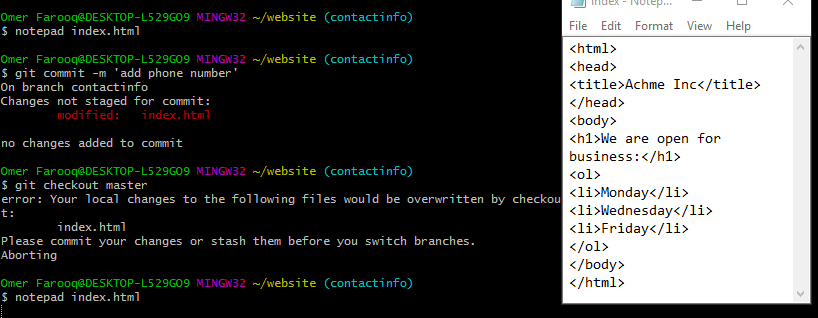 Omer Farooq@DESKTOP-L529GO9 MINGW32 ~/website (contactinfo)
$ notepad index.html
Omer Farooq@DESKTOP-L529GO9 MINGW32 ~/website (contactinfo)
$ git commit -m 'add phone number'
On branch contactinfo
Changes not staged for commit:
modified: index.html
no changes added to commit
Omer Farooq@DESKTOP-L529GO9 MINGW32 ~/website (contactinfo)
$ git checkout master
error: Your local changes to the following files would be overwritten by checkou
t:
index.html
Please commit your changes or stash them before you switch branches.
Aborting
Omer Farooq@DESKTOP-L529GO9 MINGW32 ~/website (contactinfo)
$ notepad index.html
index - Notep...
File Edit Format View Help
<html>
<head>
<title>Achme Inc</title>
</head>
<body>
<h1>We are open for
business:</h1>
<ol>
<li>Monday</li>
<li>Wednesday</li>
<li>Friday</li>
</ol>
</body>
</html>